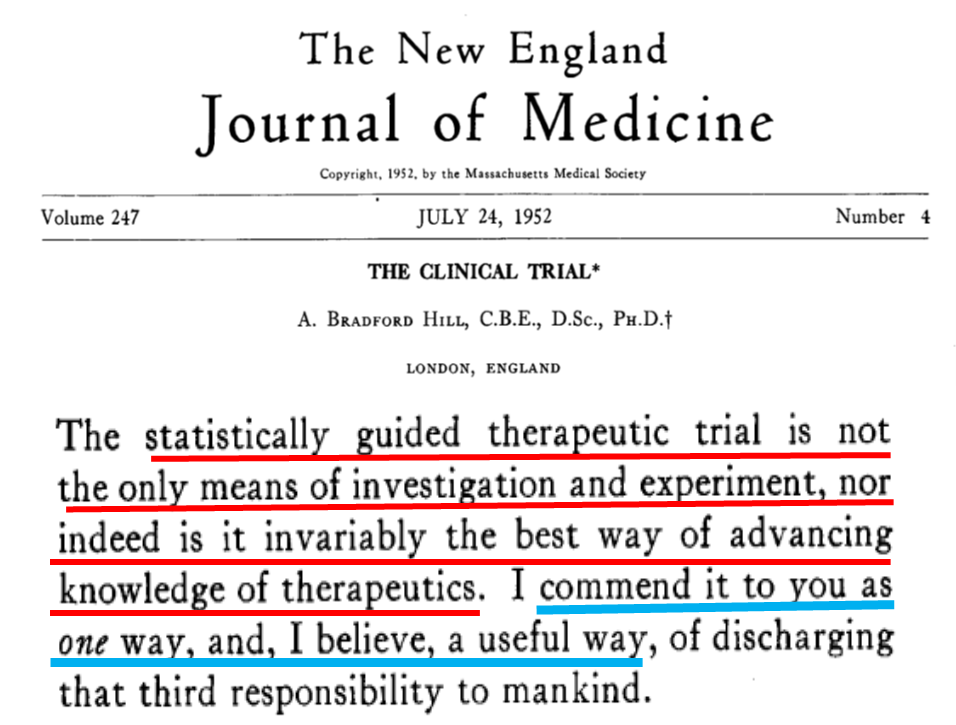 The New England
Journal of Medicine
Copyright, 1952, by the Massachusetts Medical Society
Volume 247 JULY 24, 1952 Number 4
THE CLINICAL TRIAL*
A. BRADFORD HILL, C.B.E., D.Sc., PH.D.†
LONDON, ENGLAND
The statistically guided therapeutic trial is not
the only means of investigation and experiment, nor
indeed is it invariably the best way of advancing
knowledge of therapeutics. I commend it to you as
one way, and, I believe, a useful way, of discharging
that third responsibility to mankind.